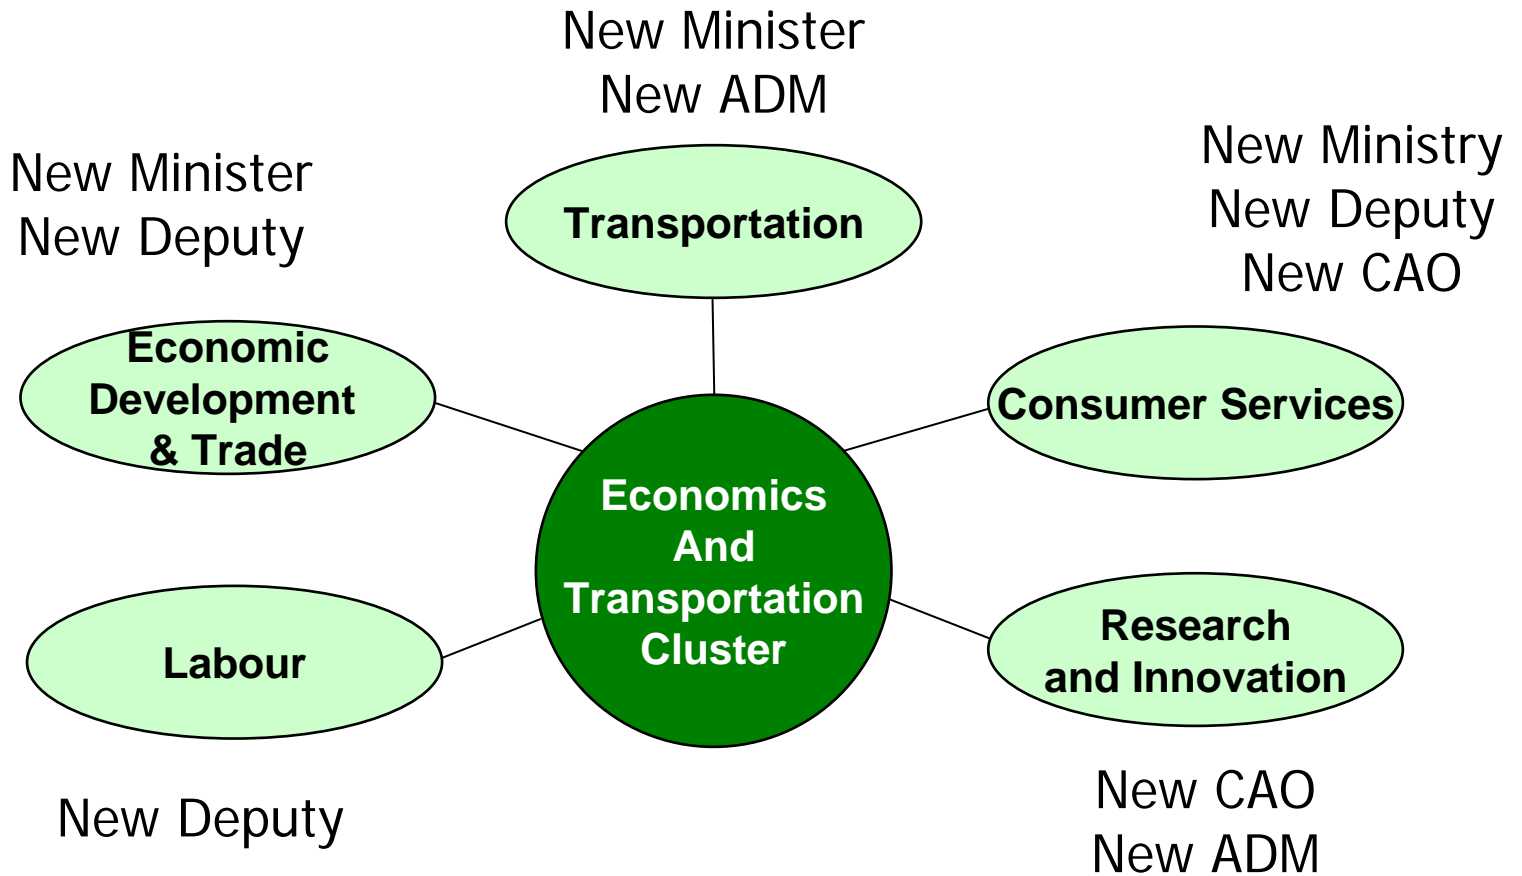 New Minister
New ADM
New Minister
New Deputy
New Ministry
New Deputy
New CAO
Transportation
Economic
Development
& Trade
Consumer Services
Economics
And
Transportation
Cluster
Labour
Research
and Innovation
New Deputy
New CAO
New ADM